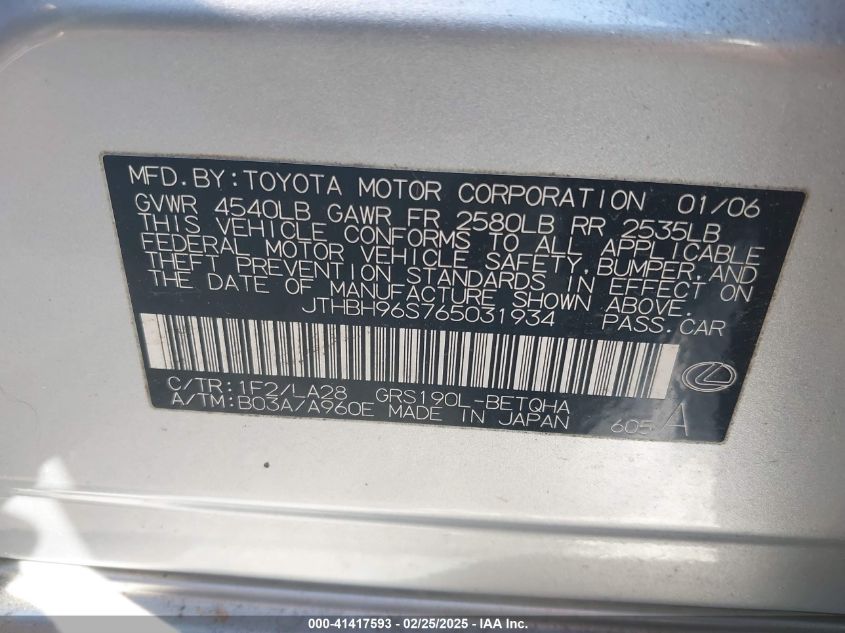 MFD. BY: TOYOTA MOTOR CORPORATION 01/06
GVWR 4540LB GAWR FR 2580LB RR 2535LB
THIS VEHICLE CONFORMS TO ALL APPLICABLE
FEDERAL MOTOR VEHICLE SAFETY, BUMPER, AND
THEFT PREVENTION STANDARDS IN EFFECT ON
THE DATE OF MANUFACTURE SHOWN ABOVE.
JTHBH96S765031934 PASS. CAR
C/TR: 1F2/LA28 GRS190L-BETQHA
A/TM: B03A/A960E MADE IN JAPAN 605 A
000-41417593 - 02/25/2025 - IAA Inc.